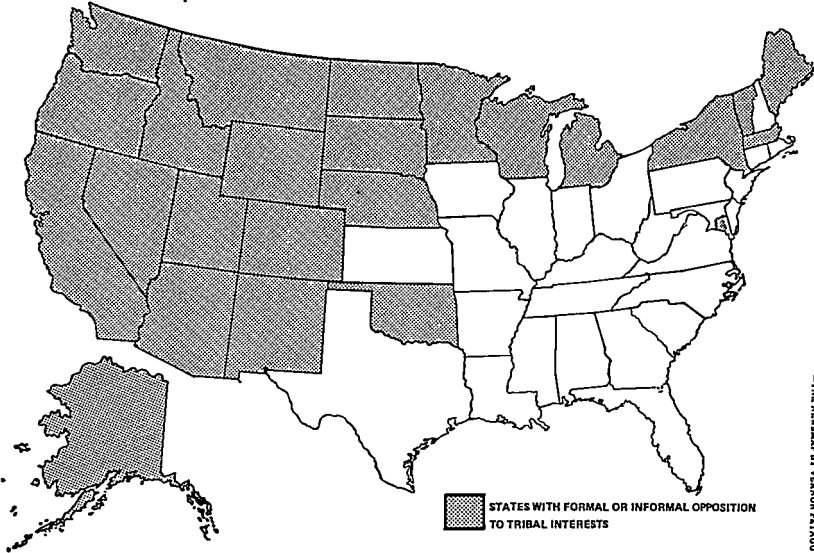 STATES WITH FORMAL OR INFORMAL OPPOSITION
TO TRIBAL INTERESTS